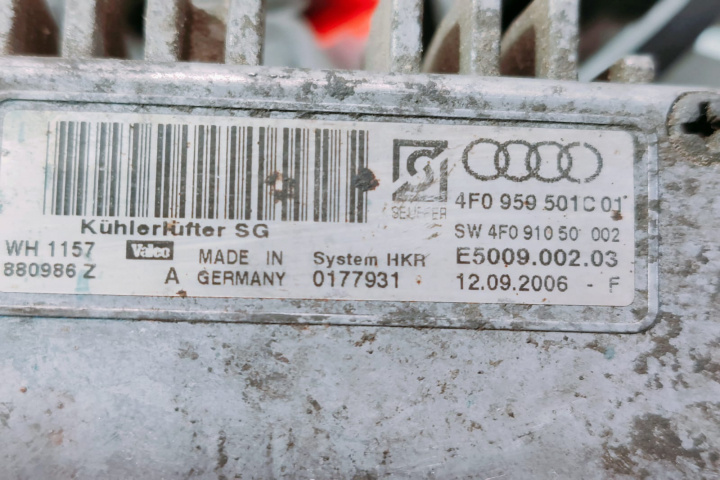 SEUFFER
4F0 959 501C 01
Kühlerlüfter SG
SW 4F0 910 50 002
WH 1157
Valeo
MADE IN
System HKR
E5009.002.03
880986 Z
A
GERMANY
0177931
12.09.2006 - F